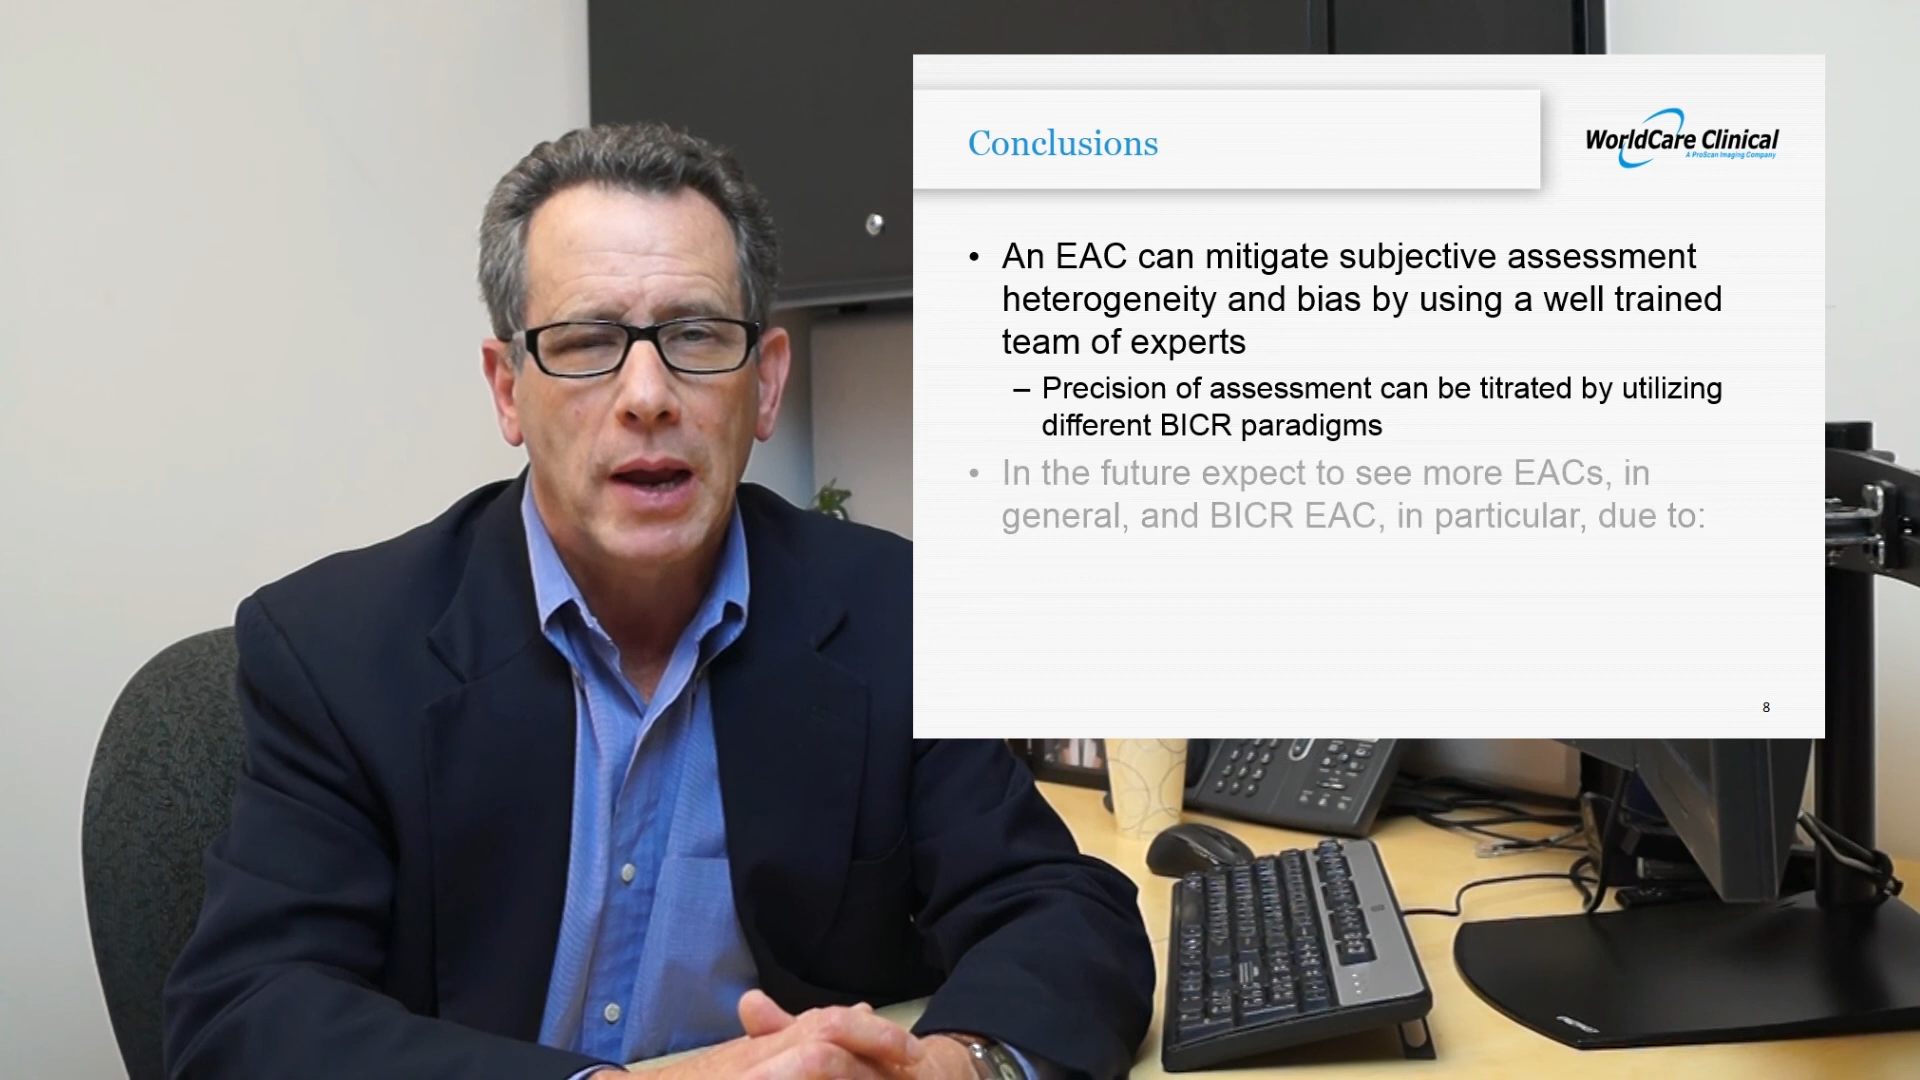 Conclusions
WorldCare Clinical
A ProScan Imaging Company
• An EAC can mitigate subjective assessment
heterogeneity and bias by using a well trained
team of experts
– Precision of assessment can be titrated by utilizing
different BICR paradigms
• In the future expect to see more EACs, in
general, and BICR EAC, in particular, due to:
8